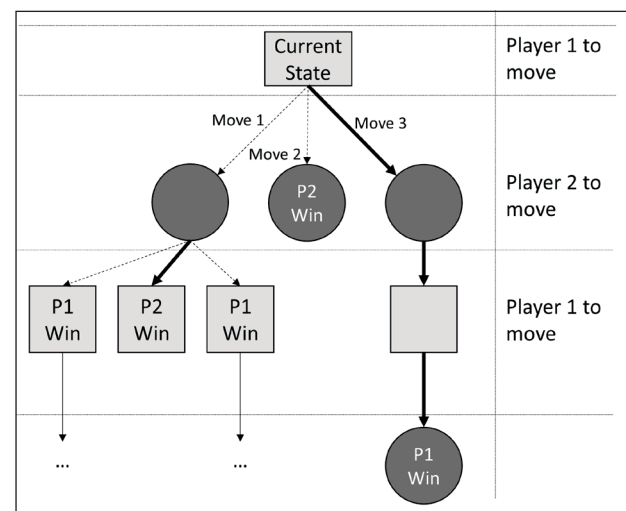 Current
State
Player 1 to
move
Move 1
Move 2
Move 3
P2
Win
Player 2 to
move
P1
Win
P2
Win
P1
Win
Player 1 to
move
...
...
P1
Win